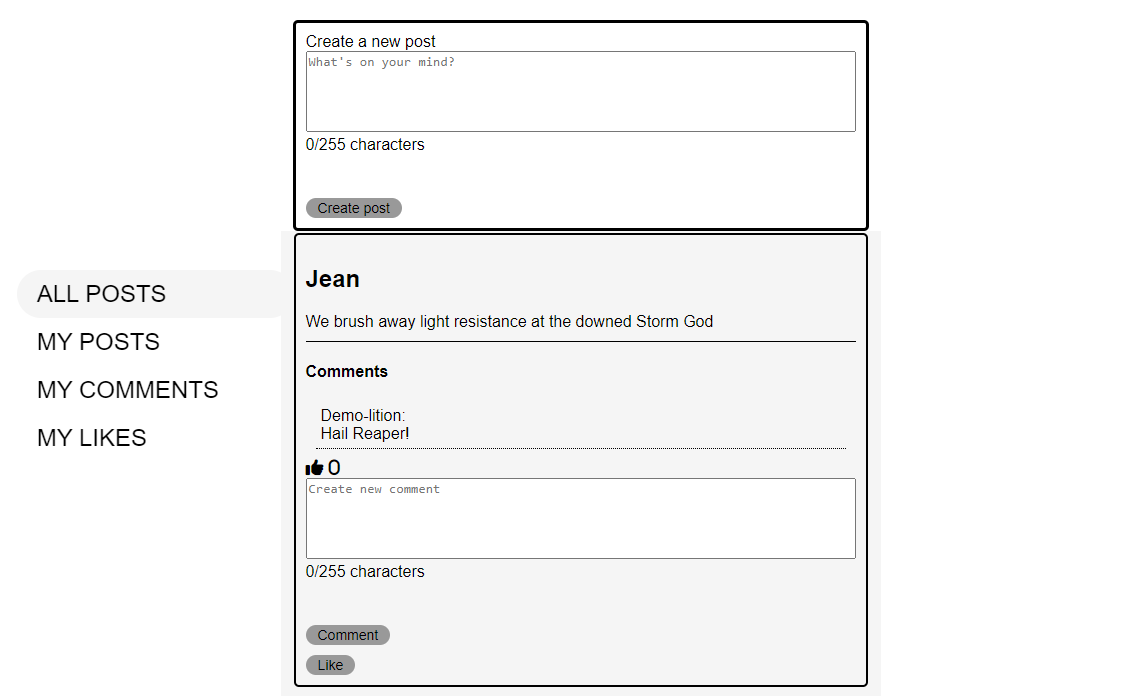 Create a new post
What's on your mind?
0/255 characters
Create post
ALL POSTS
MY POSTS
MY COMMENTS
MY LIKES
Jean
We brush away light resistance at the downed Storm God
Comments
Demo-lition:
Hail Reaper!
0
Create new comment
0/255 characters
Comment
Like